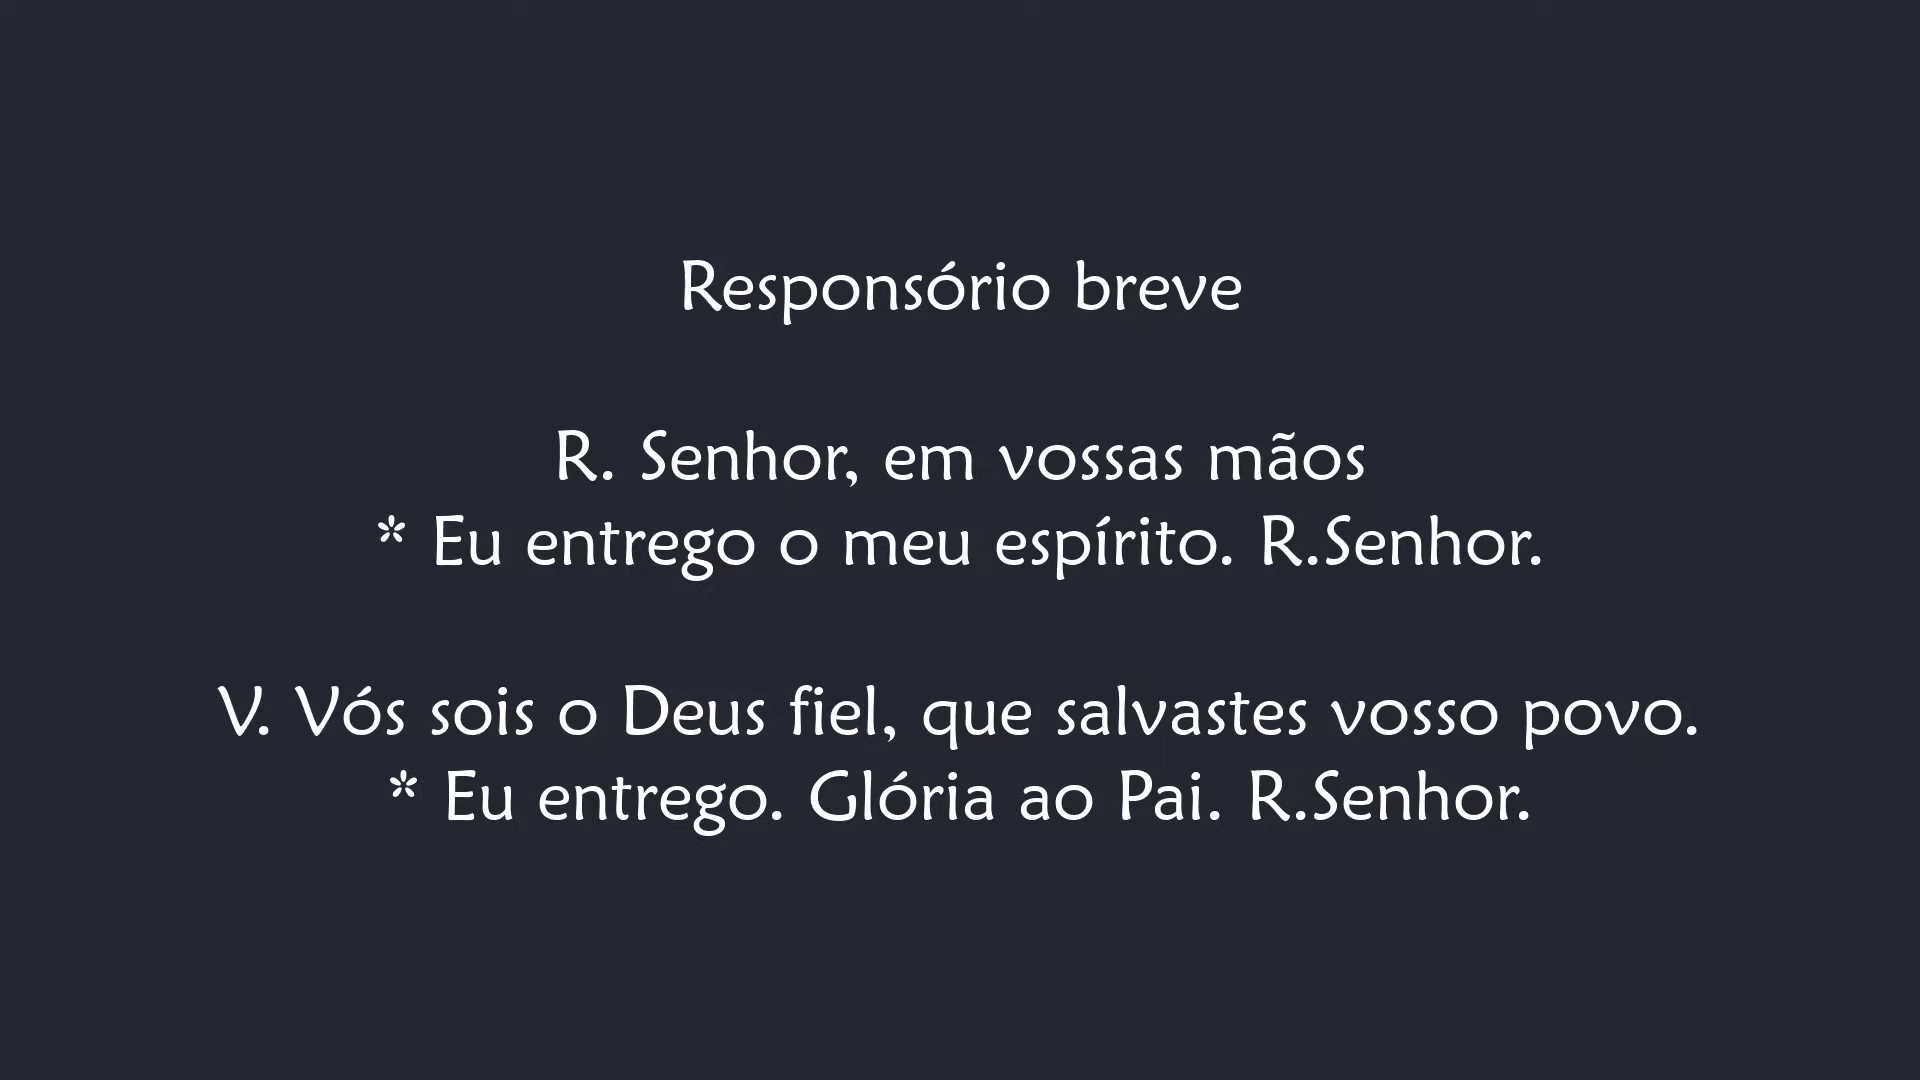 Responsório breve
R. Senhor, em vossas mãos
* Eu entrego o meu espírito. R.Senhor.
V. Vós sois o Deus fiel, que salvastes vosso povo.
* Eu entrego. Glória ao Pai. R.Senhor.